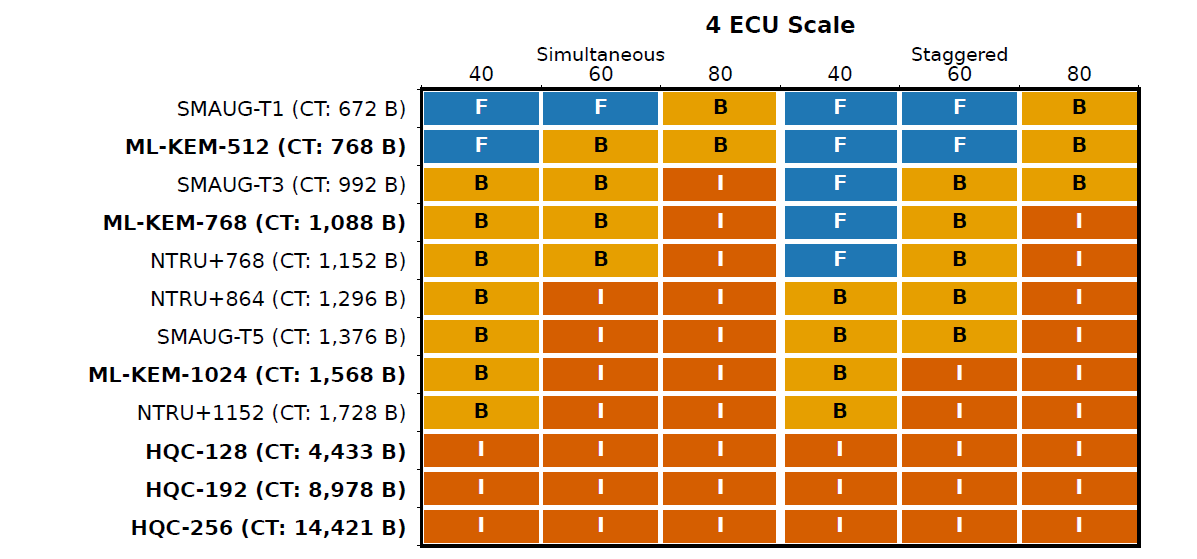 4 ECU Scale
Simultaneous Staggered
40 60 80 40 60 80
SMAUG-T1 (CT: 672 B) F F B F F B
ML-KEM-512 (CT: 768 B) F B B F F B
SMAUG-T3 (CT: 992 B) B B I F B B
ML-KEM-768 (CT: 1,088 B) B B I F B I
NTRU+768 (CT: 1,152 B) B B I F B I
NTRU+864 (CT: 1,296 B) B I I B B I
SMAUG-T5 (CT: 1,376 B) B I I B B I
ML-KEM-1024 (CT: 1,568 B) B I I B I I
NTRU+1152 (CT: 1,728 B) B I I B I I
HQC-128 (CT: 4,433 B) I I I I I I
HQC-192 (CT: 8,978 B) I I I I I I
HQC-256 (CT: 14,421 B) I I I I I I